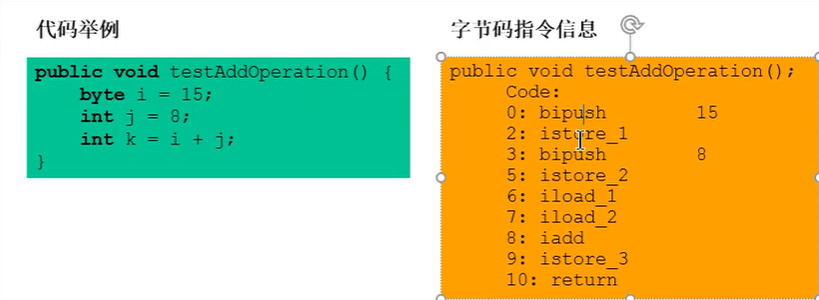 代码举例
public void testAddOperation() {
    byte i = 15;
    int j = 8;
    int k = i + j;
}
字节码指令信息
public void testAddOperation();
    Code:
    0: bipush        15
    2: istore_1
    3: bipush        8
    5: istore_2
    6: iload_1
    7: iload_2
    8: iadd
    9: istore_3
    10: return